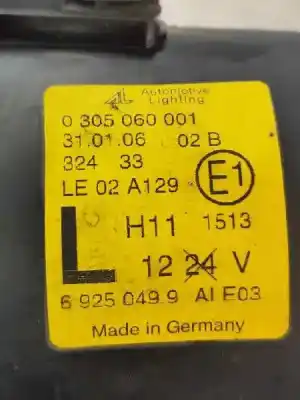 Automotive
Lighting
0 305 060 001
31.01.06 02 B
324 33
LE 02 A129 E1
L H11 1513
12 24 V
6 925 049.9 AI E03
Made in Germany